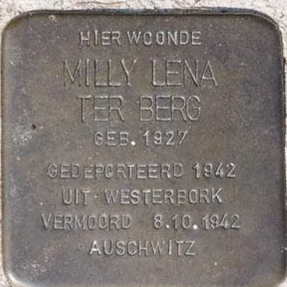 HIER WOONDE
MILLY LENA
TER BERG
GEB. 1927
GEDEPORTEERD 1942
UIT WESTERBORK
VERMOORD 8.10.1942
AUSCHWITZ